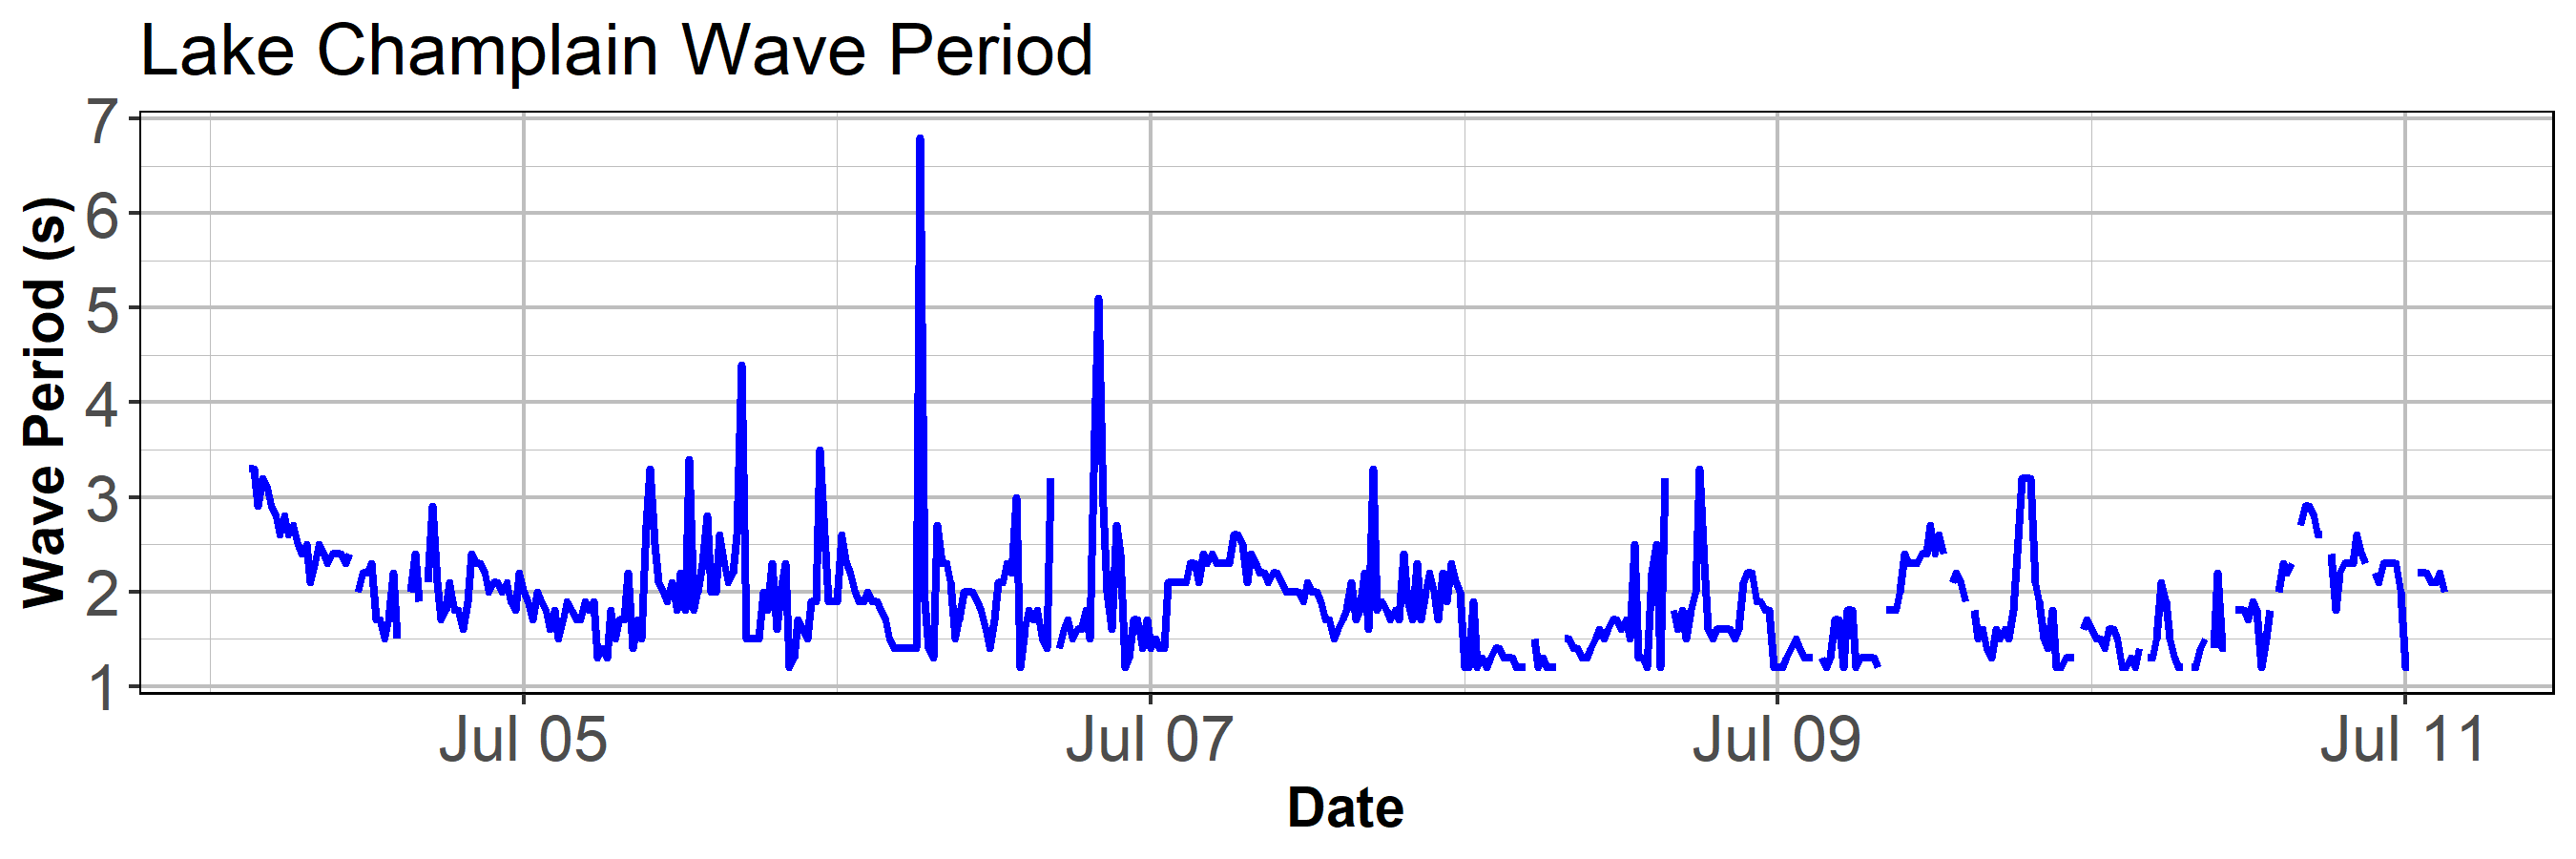 Lake Champlain Wave Period
Wave Period (s)
7
6
5
4
3
2
1
Jul 05
Jul 07
Jul 09
Jul 11
Date